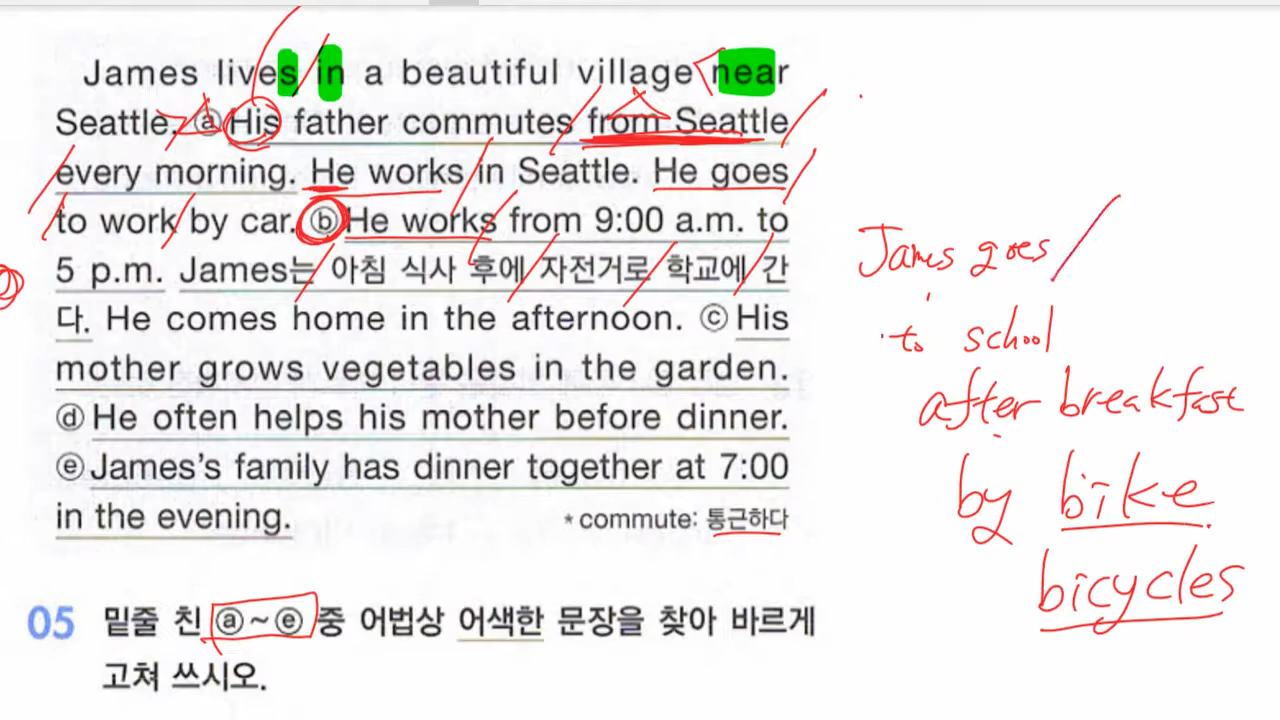 James lives in a beautiful village near
Seattle. ⓐ His father commutes from Seattle
every morning. He works in Seattle. He goes
to work by car. ⓑ He works from 9:00 a.m. to
5 p.m. James는 아침 식사 후에 자전거로 학교에 간
다. He comes home in the afternoon. ⓒ His
mother grows vegetables in the garden.
ⓓ He often helps his mother before dinner.
ⓔ James's family has dinner together at 7:00
in the evening.
* commute: 통근하다
05 밑줄 친 ⓐ~ⓔ 중 어법상 어색한 문장을 찾아 바르게
고쳐 쓰시오.
James goes
to school
after breakfast
by bike
bicycles